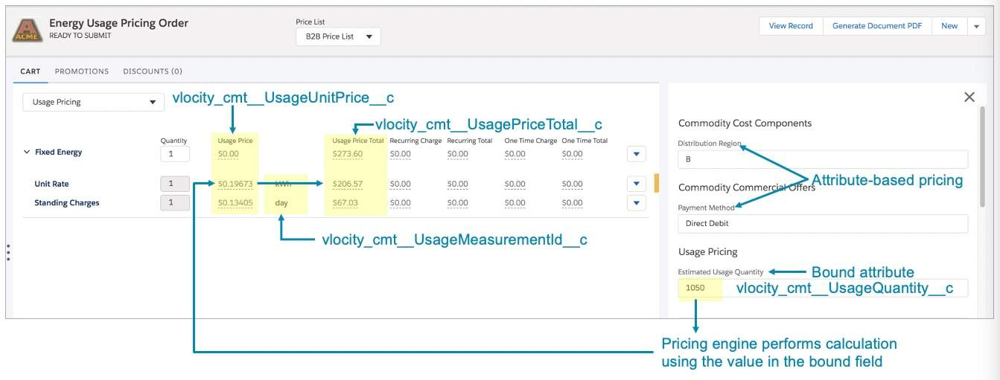 ACME
Energy Usage Pricing Order
READY TO SUBMIT
Price List
B2B Price List
View Record
Generate Document PDF
New
CART
PROMOTIONS
DISCOUNTS (0)
Usage Pricing
vlocity_cmt__UsageUnitPrice__c
vlocity_cmt__UsagePriceTotal__c
Quantity Usage Price Usage Price Total Recurring Charge Recurring Total One Time Charge One Time Total
Fixed Energy 1 $0.00 $273.60 $0.00 $0.00 $0.00 $0.00
Unit Rate 1 $0.19673 kWh $206.57 $0.00 $0.00 $0.00 $0.00
Standing Charges 1 $0.13405 day $67.03 $0.00 $0.00 $0.00 $0.00
vlocity_cmt__UsageMeasurementId__c
Commodity Cost Components
Distribution Region
B
Attribute-based pricing
Commodity Commercial Offers
Payment Method
Direct Debit
Usage Pricing
Estimated Usage Quantity
Bound attribute
1050
vlocity_cmt__UsageQuantity__c
Pricing engine performs calculation
using the value in the bound field